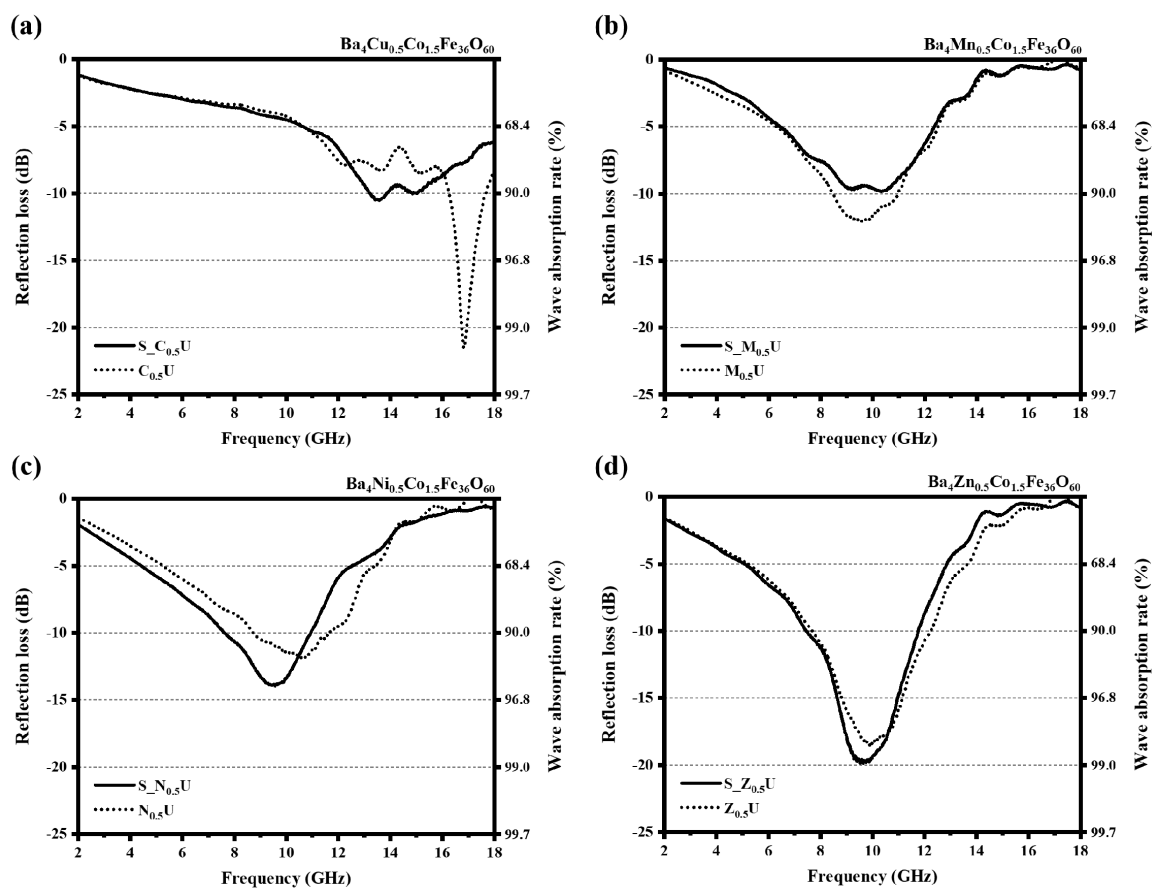 (a)
Ba4Cu0.5Co1.5Fe36O60
Reflection loss (dB)
0
-5
-10
-15
-20
-25
68.4
90.0
96.8
99.0
99.7
Wave absorption rate (%)
S_C0.5U
C0.5U
2 4 6 8 10 12 14 16 18
Frequency (GHz)
(b)
Ba4Mn0.5Co1.5Fe36O60
Reflection loss (dB)
0
-5
-10
-15
-20
-25
68.4
90.0
96.8
99.0
99.7
Wave absorption rate (%)
S_M0.5U
M0.5U
2 4 6 8 10 12 14 16 18
Frequency (GHz)
(c)
Ba4Ni0.5Co1.5Fe36O60
Reflection loss (dB)
0
-5
-10
-15
-20
-25
68.4
90.0
96.8
99.0
99.7
Wave absorption rate (%)
S_N0.5U
N0.5U
2 4 6 8 10 12 14 16 18
Frequency (GHz)
(d)
Ba4Zn0.5Co1.5Fe36O60
Reflection loss (dB)
0
-5
-10
-15
-20
-25
68.4
90.0
96.8
99.0
99.7
Wave absorption rate (%)
S_Z0.5U
Z0.5U
2 4 6 8 10 12 14 16 18
Frequency (GHz)